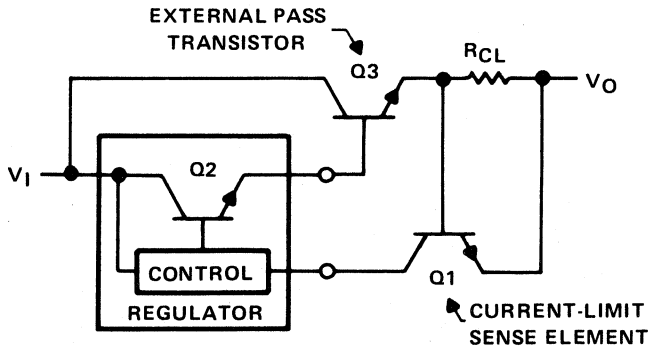 EXTERNAL PASS
TRANSISTOR
Q3
RCL
VO
VI
Q2
CONTROL
REGULATOR
Q1
CURRENT-LIMIT
SENSE ELEMENT